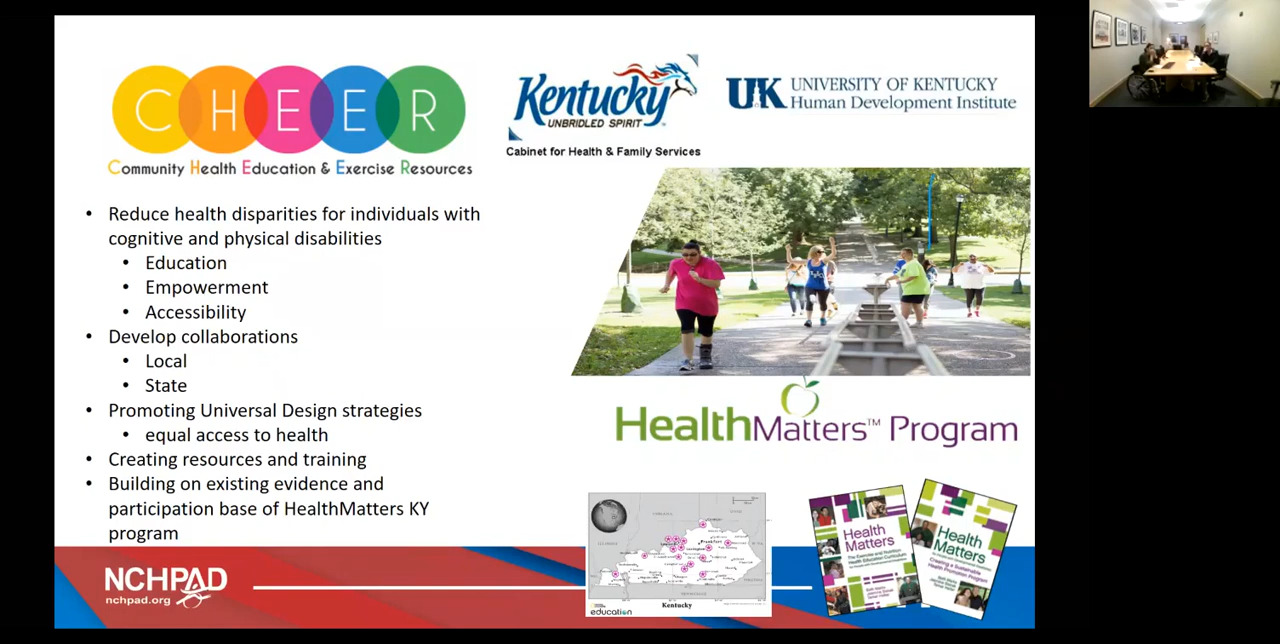 CHEER
Community Health Education & Exercise Resources
Kentucky
UNBRIDLED SPIRIT
Cabinet for Health & Family Services
UK UNIVERSITY OF KENTUCKY
Human Development Institute
• Reduce health disparities for individuals with
cognitive and physical disabilities
• Education
• Empowerment
• Accessibility
• Develop collaborations
• Local
• State
• Promoting Universal Design strategies
• equal access to health
• Creating resources and training
• Building on existing evidence and
participation base of HealthMatters KY
program
HealthMatters™ Program
Frankfort
education
Kentucky
Health
Matters
Health
Matters
NCHPAD
nchpad.org